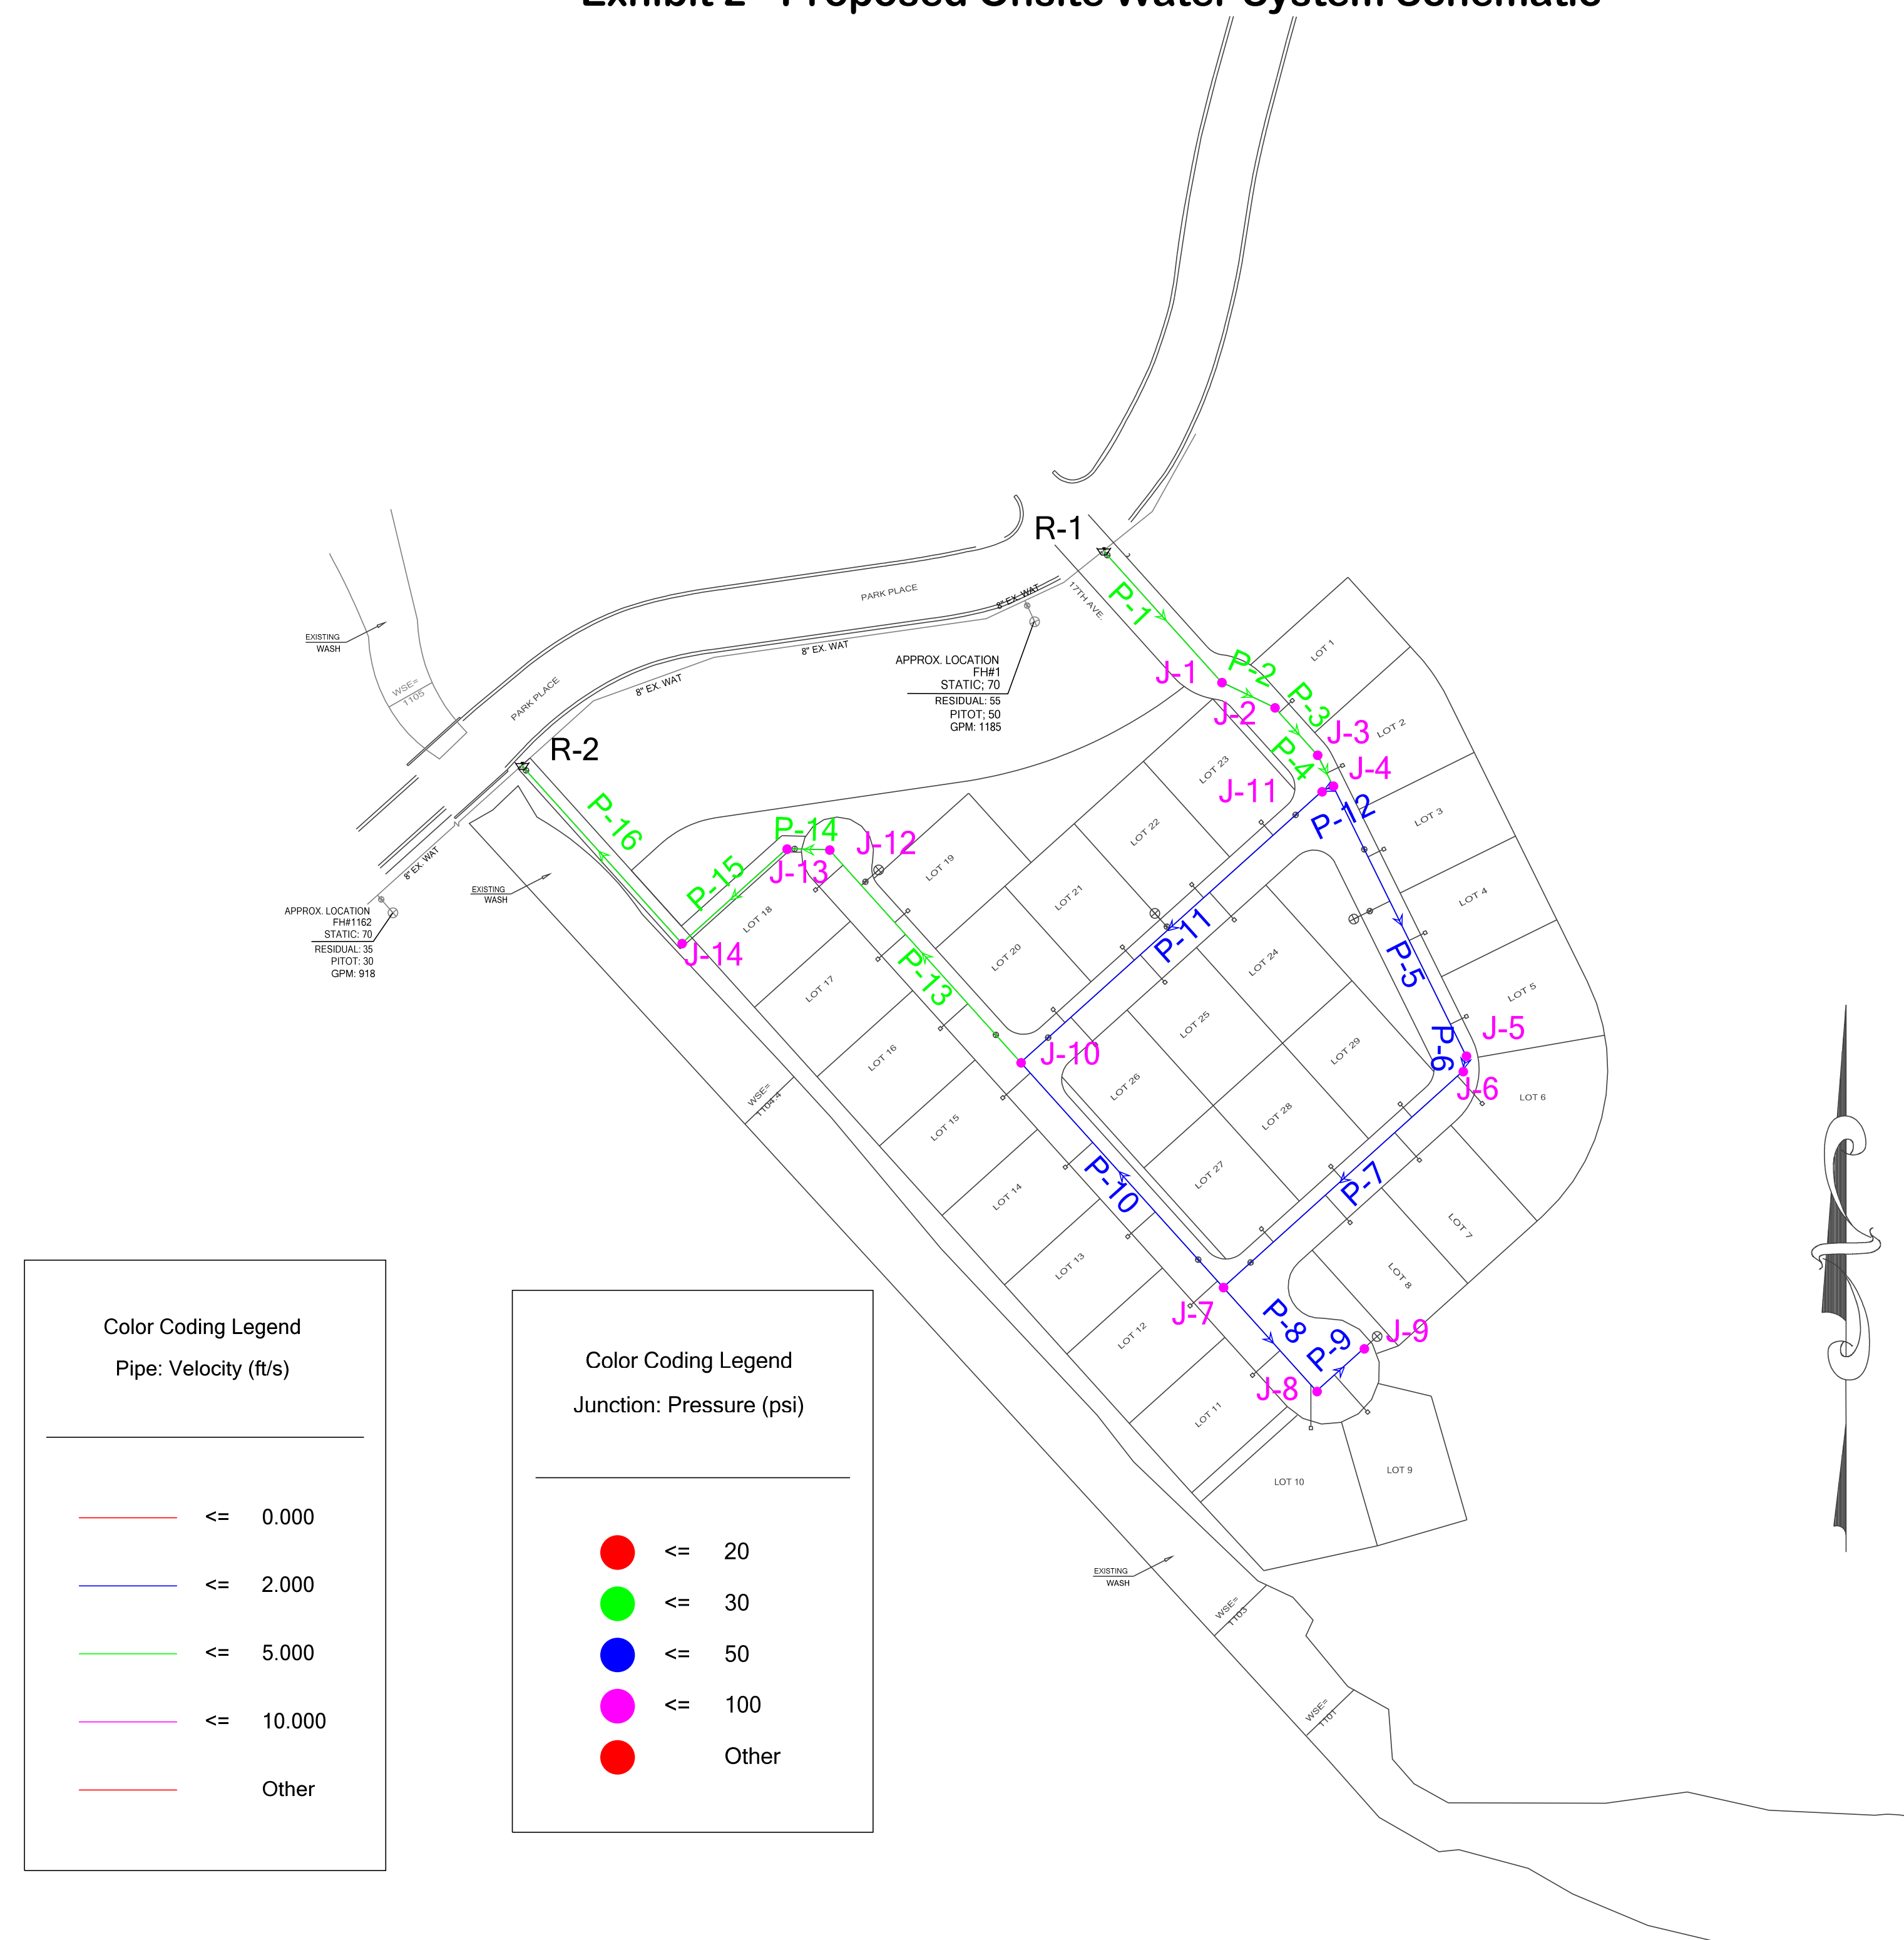 Exhibit 2 - Proposed Onsite Water System Schematic
R-1
P-1
17TH AVE.
PARK PLACE
8" EX. WAT
8" EX. WAT
8" EX. WAT
PARK PLACE
EXISTING
WASH
WSE=
1105
APPROX. LOCATION
FH#1
STATIC; 70
RESIDUAL: 55
PITOT; 50
GPM: 1185
J-1
P-2
J-2
P-3
J-3
P-4
J-4
J-11
P-12
LOT 1
LOT 2
LOT 3
LOT 4
LOT 5
LOT 6
LOT 7
LOT 8
LOT 9
LOT 10
LOT 11
LOT 12
LOT 13
LOT 14
LOT 15
LOT 16
LOT 17
LOT 18
LOT 19
LOT 20
LOT 21
LOT 22
LOT 23
LOT 24
LOT 25
LOT 26
LOT 27
LOT 28
LOT 29
R-2
P-16
P-14
J-12
J-13
P-15
J-14
P-13
P-11
J-10
P-5
J-5
P-6
J-6
P-7
P-10
J-7
P-8
P-9
J-9
J-8
8" EX. WAT
EXISTING
WASH
APPROX. LOCATION
FH#1162
STATIC: 70
RESIDUAL: 35
PITOT: 30
GPM: 918
WSE=
1104.4
EXISTING
WASH
WSE=
1103
WSE=
1101
Color Coding Legend
Pipe: Velocity (ft/s)
<= 0.000
<= 2.000
<= 5.000
<= 10.000
Other
Color Coding Legend
Junction: Pressure (psi)
<= 20
<= 30
<= 50
<= 100
Other